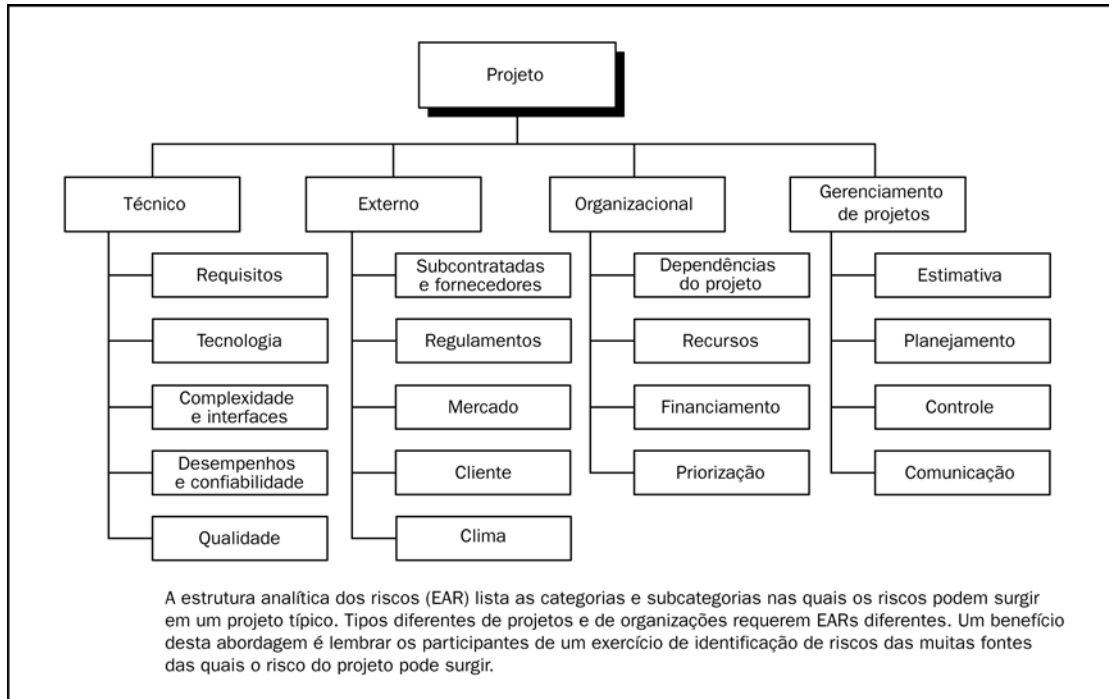 Projeto
Técnico
Externo
Organizacional
Gerenciamento
de projetos
Requisitos
Tecnologia
Complexidade
e interfaces
Desempenhos
e confiabilidade
Qualidade
Subcontratadas
e fornecedores
Regulamentos
Mercado
Cliente
Clima
Dependências
do projeto
Recursos
Financiamento
Priorização
Estimativa
Planejamento
Controle
Comunicação
A estrutura analítica dos riscos (EAR) lista as categorias e subcategorias nas quais os riscos podem surgir
em um projeto típico. Tipos diferentes de projetos e de organizações requerem EARs diferentes. Um benefício
desta abordagem é lembrar os participantes de um exercício de identificação de riscos das muitas fontes
das quais o risco do projeto pode surgir.